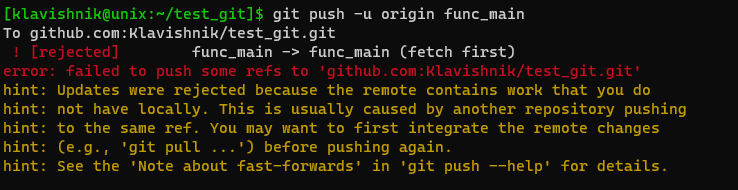 [klavishnik@unix:~/test_git]$ git push -u origin func_main
To github.com:Klavishnik/test_git.git
 ! [rejected]        func_main -> func_main (fetch first)
error: failed to push some refs to 'github.com:Klavishnik/test_git.git'
hint: Updates were rejected because the remote contains work that you do
hint: not have locally. This is usually caused by another repository pushing
hint: to the same ref. You may want to first integrate the remote changes
hint: (e.g., 'git pull ...') before pushing again.
hint: See the 'Note about fast-forwards' in 'git push --help' for details.